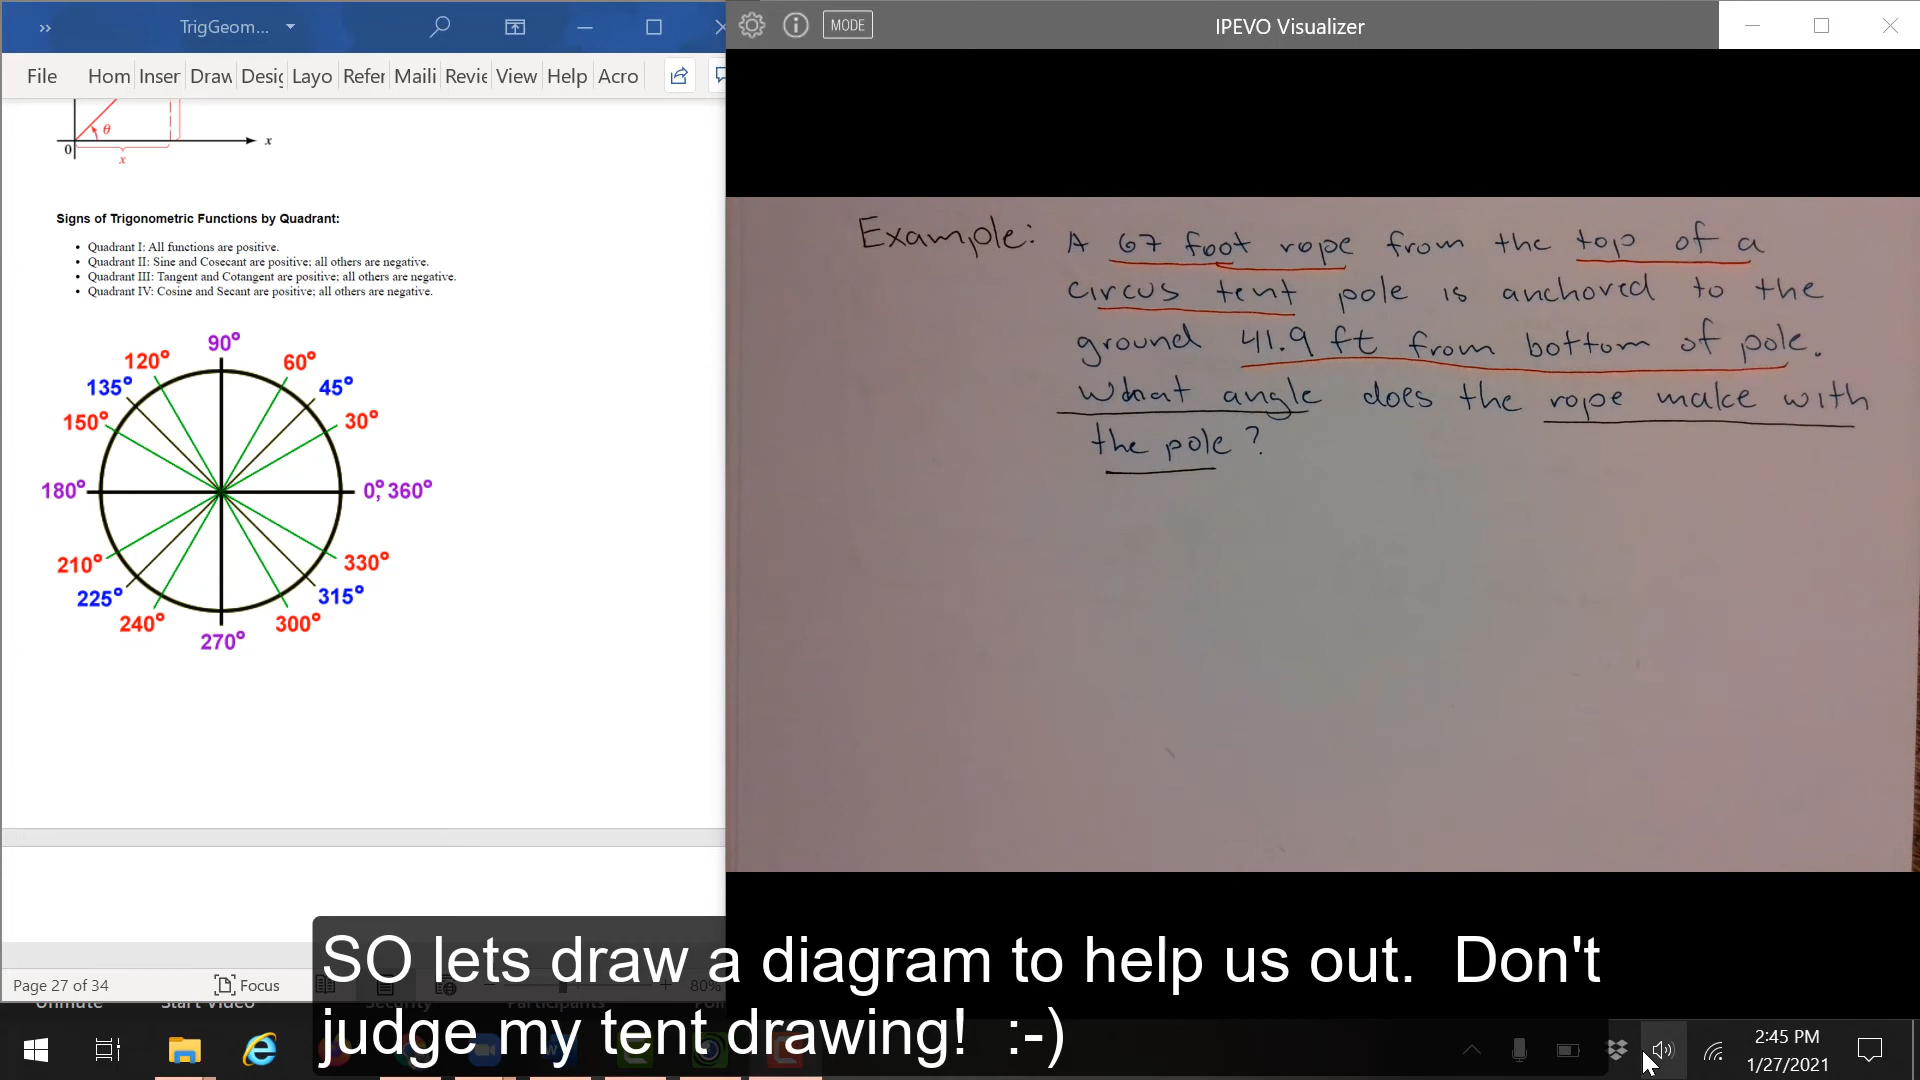 TrigGeom...
MODE
IPEVO Visualizer
File
Hom
Inser
Draw
Desig
Layo
Refer
Maili
Revie
View
Help
Acro
θ
0
x
x
Signs of Trigonometric Functions by Quadrant:
Quadrant I: All functions are positive.
Quadrant II: Sine and Cosecant are positive; all others are negative.
Quadrant III: Tangent and Cotangent are positive; all others are negative.
Quadrant IV: Cosine and Secant are positive; all others are negative.
90°
120°
60°
135°
45°
150°
30°
180°
0°, 360°
210°
330°
225°
315°
240°
300°
270°
Example: A 67 foot rope from the top of a
circus tent pole is anchored to the
ground 41.9 ft from bottom of pole.
What angle does the rope make with
the pole?
SO lets draw a diagram to help us out. Don't
judge my tent drawing! :-)
Page 27 of 34
Focus
80%
2:45 PM
1/27/2021